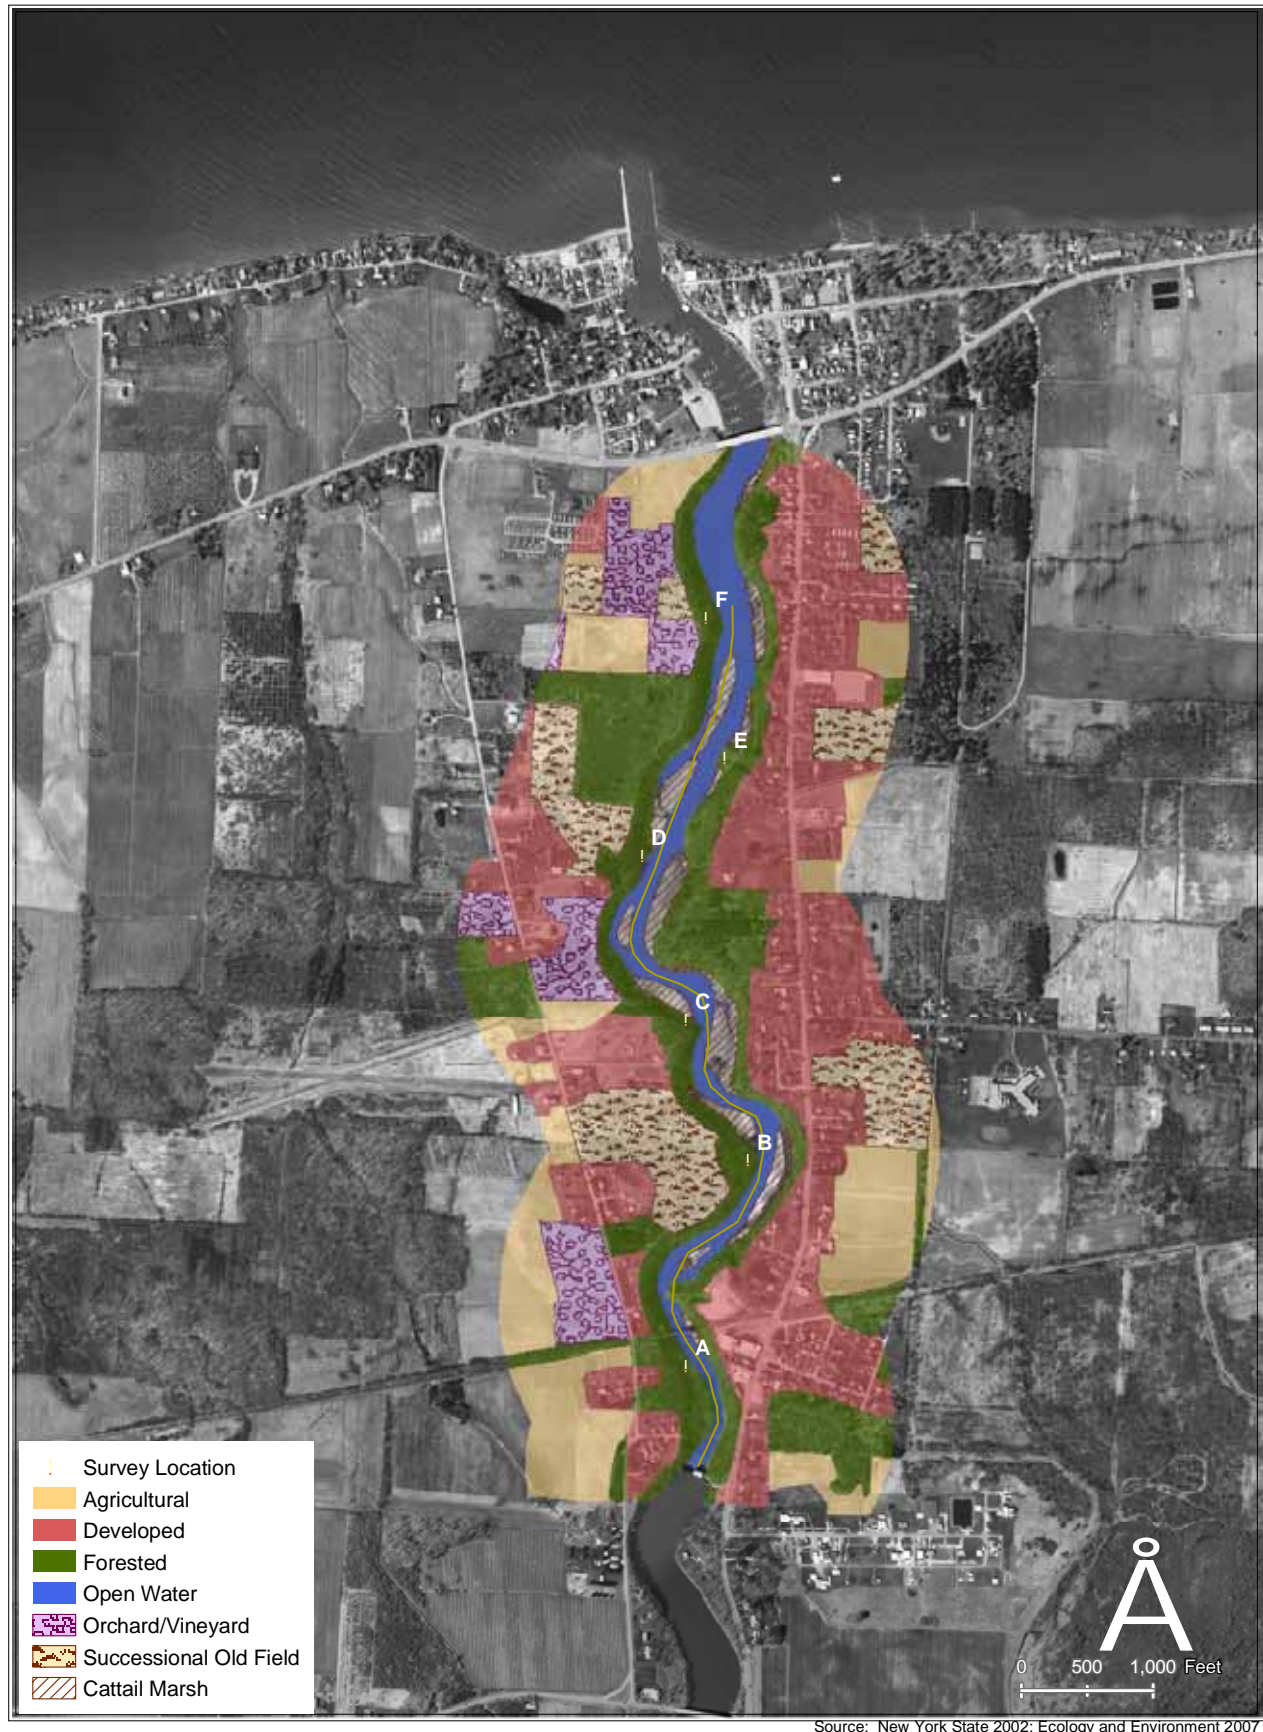 F
E
D
C
B
A
Survey Location
Agricultural
Developed
Forested
Open Water
Orchard/Vineyard
Successional Old Field
Cattail Marsh
Å
0 500 1,000 Feet
Source: New York State 2002; Ecology and Environment 2007